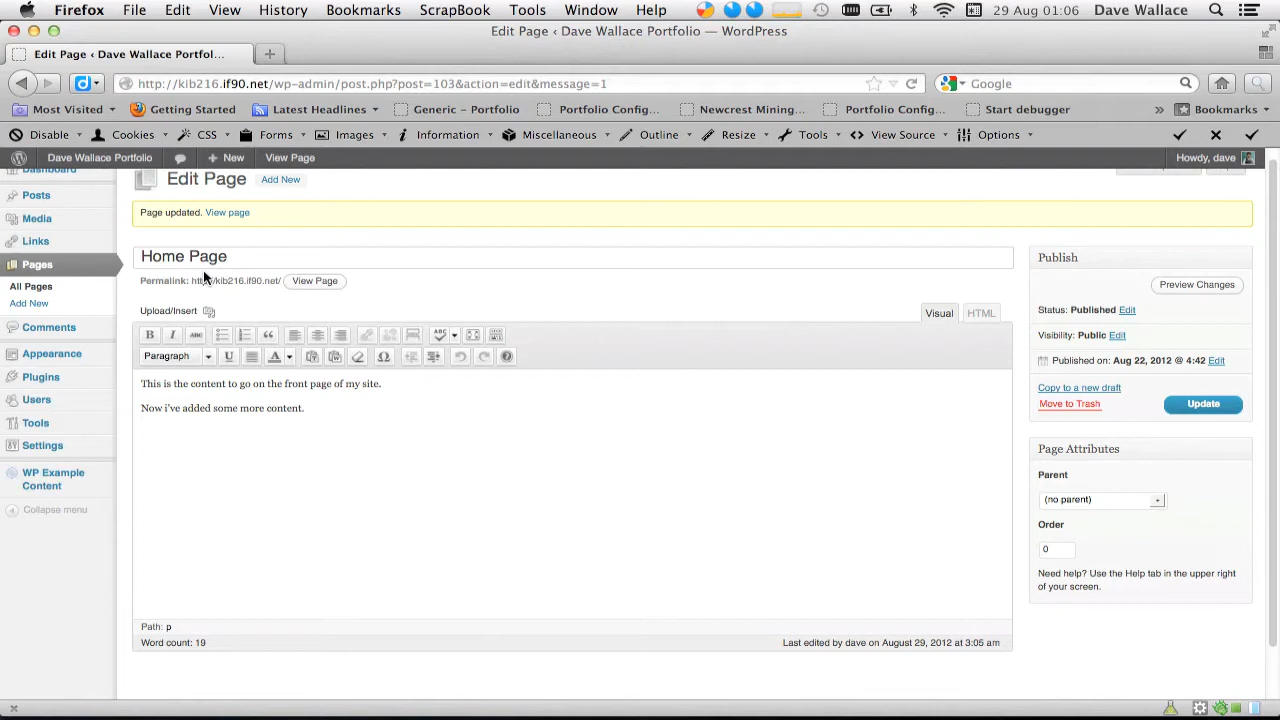 Firefox File Edit View History Bookmarks ScrapBook Tools Window Help 29 Aug 01:06 Dave Wallace
Edit Page ‹ Dave Wallace Portfolio — WordPress
Edit Page ‹ Dave Wallace Portfol...
http://kib216.if90.net/wp-admin/post.php?post=103&action=edit&message=1 Google
Most Visited Getting Started Latest Headlines Generic – Portfolio Portfolio Config... Newcrest Mining... Portfolio Config... Start debugger » Bookmarks
Disable Cookies CSS Forms Images Information Miscellaneous Outline Resize Tools View Source Options
Dave Wallace Portfolio + New View Page Howdy, dave
Dashboard
Edit Page Add New
Posts
Media
Links
Pages
All Pages
Add New
Comments
Appearance
Plugins
Users
Tools
Settings
WP Example
Content
Collapse menu
Page updated. View page
Home Page
Permalink: http://kib216.if90.net/ View Page
Upload/Insert Visual HTML
B I ABC ABC
Paragraph U A Ω
This is the content to go on the front page of my site.
Now i've added some more content.
Path: p
Word count: 19 Last edited by dave on August 29, 2012 at 3:05 am
Publish
Preview Changes
Status: Published Edit
Visibility: Public Edit
Published on: Aug 22, 2012 @ 4:42 Edit
Copy to a new draft
Move to Trash Update
Page Attributes
Parent
(no parent)
Order
0
Need help? Use the Help tab in the upper right
of your screen.